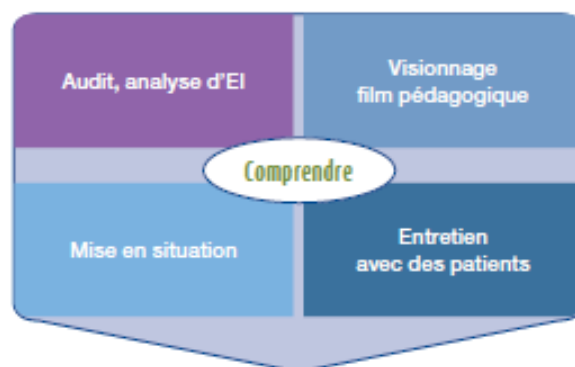 Audit, analyse d'EI
Visionnage
film pédagogique
Comprendre
Mise en situation
Entretien
avec des patients